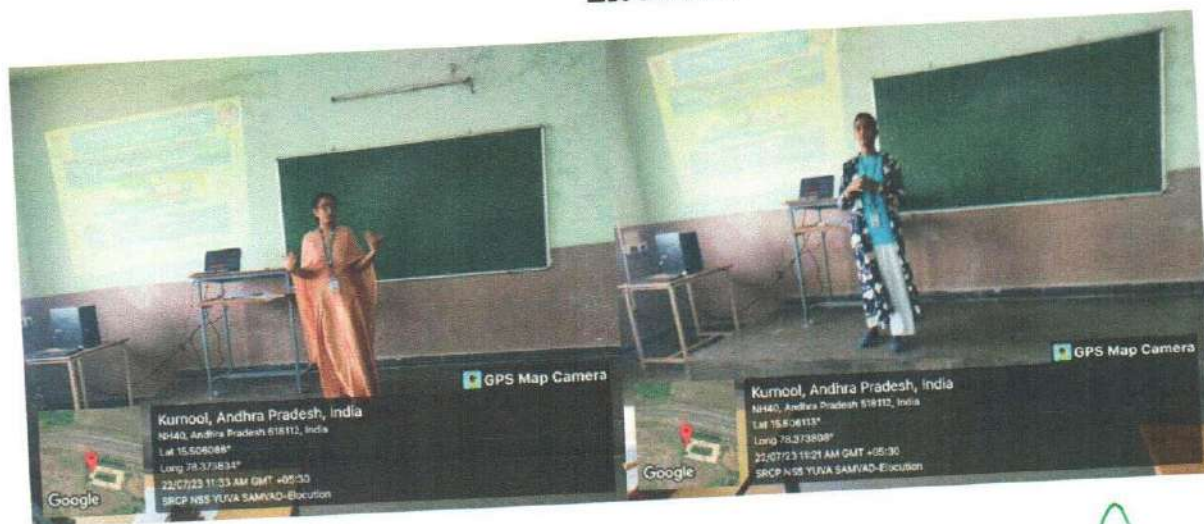 GPS Map Camera
Kurnool, Andhra Pradesh, India
NH40, Andhra Pradesh 518112, India
Lat 15.806088°
Long 78.373834°
22/07/23 11:33 AM GMT +05:30
SRCP NSS YUVA SAMVAD-Elocution
Google
GPS Map Camera
Kurnool, Andhra Pradesh, India
NH40, Andhra Pradesh 518112, India
Lat 15.806113°
Long 78.373808°
22/07/23 11:21 AM GMT +05:30
SRCP NSS YUVA SAMVAD-Elocution
Google